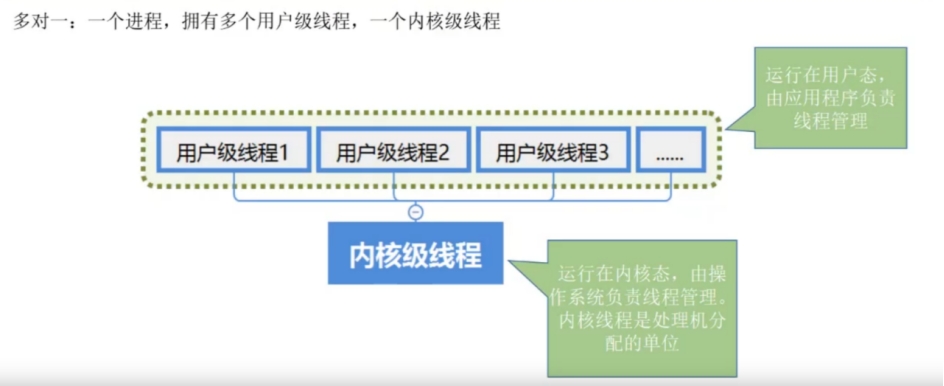 多对一：一个进程，拥有多个用户级线程，一个内核级线程
运行在用户态，
由应用程序负责
线程管理
用户级线程1
用户级线程2
用户级线程3
......
内核级线程
运行在内核态，由操
作系统负责线程管理。
内核线程是处理机分
配的单位